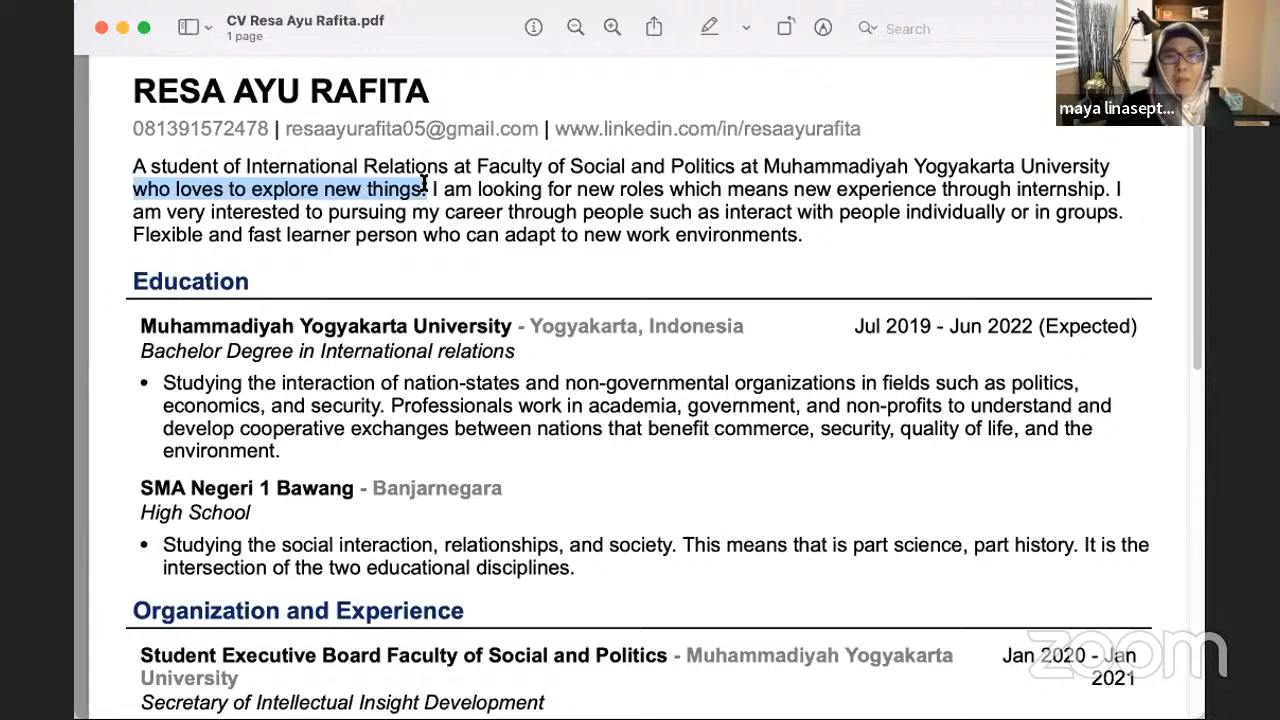 CV Resa Ayu Rafita.pdf
1 page
Search
maya linasept...
RESA AYU RAFITA
081391572478 | resaayurafita05@gmail.com | www.linkedin.com/in/resaayurafita
A student of International Relations at Faculty of Social and Politics at Muhammadiyah Yogyakarta University
who loves to explore new things. I am looking for new roles which means new experience through internship. I
am very interested to pursuing my career through people such as interact with people individually or in groups.
Flexible and fast learner person who can adapt to new work environments.
Education
Muhammadiyah Yogyakarta University - Yogyakarta, Indonesia Jul 2019 - Jun 2022 (Expected)
Bachelor Degree in International relations
• Studying the interaction of nation-states and non-governmental organizations in fields such as politics,
economics, and security. Professionals work in academia, government, and non-profits to understand and
develop cooperative exchanges between nations that benefit commerce, security, quality of life, and the
environment.
SMA Negeri 1 Bawang - Banjarnegara
High School
• Studying the social interaction, relationships, and society. This means that is part science, part history. It is the
intersection of the two educational disciplines.
Organization and Experience
Student Executive Board Faculty of Social and Politics - Muhammadiyah Yogyakarta Jan 2020 - Jan
University 2021
Secretary of Intellectual Insight Development
zoom